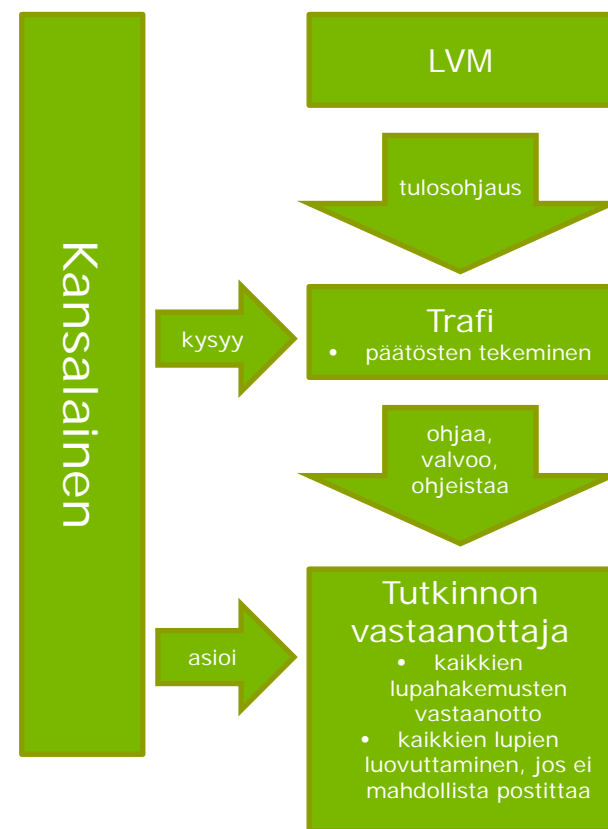 Kansalainen
LVM
tulosohjaus
kysyy
Trafi
• päätösten tekeminen
ohjaa,
valvoo,
ohjeistaa
asioi
Tutkinnon
vastaanottaja
• kaikkien
lupahakemusten
vastaanotto
• kaikkien lupien
luovuttaminen, jos ei
mahdollista postittaa